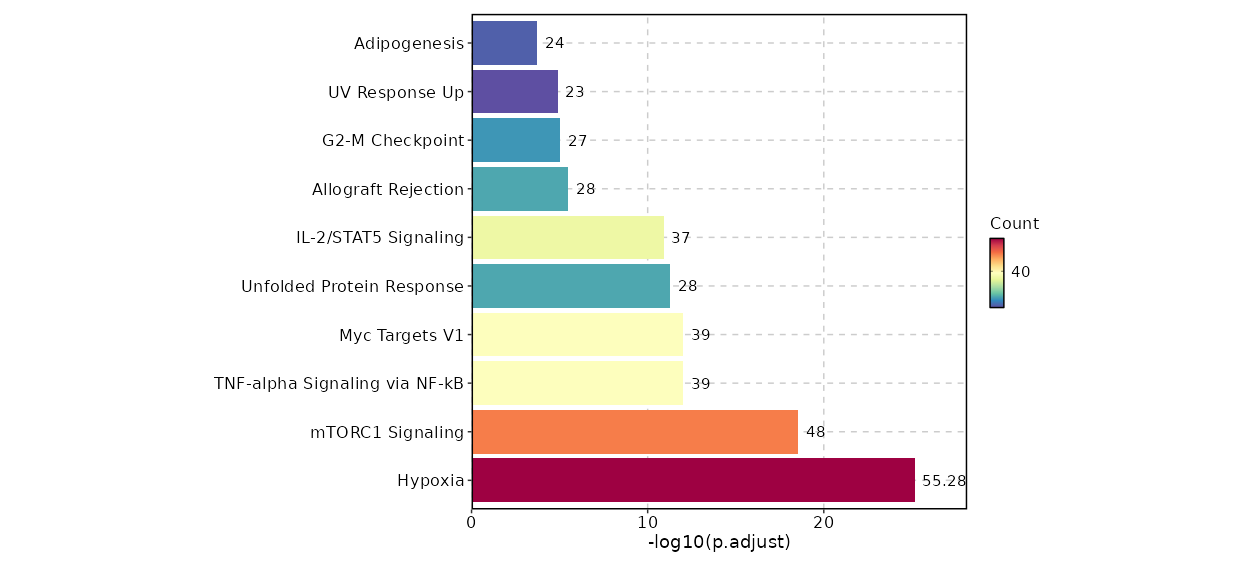 Adipogenesis 24
UV Response Up 23
G2-M Checkpoint 27
Allograft Rejection 28
IL-2/STAT5 Signaling 37
Unfolded Protein Response 28
Myc Targets V1 39
TNF-alpha Signaling via NF-kB 39
mTORC1 Signaling 48
Hypoxia 55.28
0 10 20
-log10(p.adjust)
Count
40